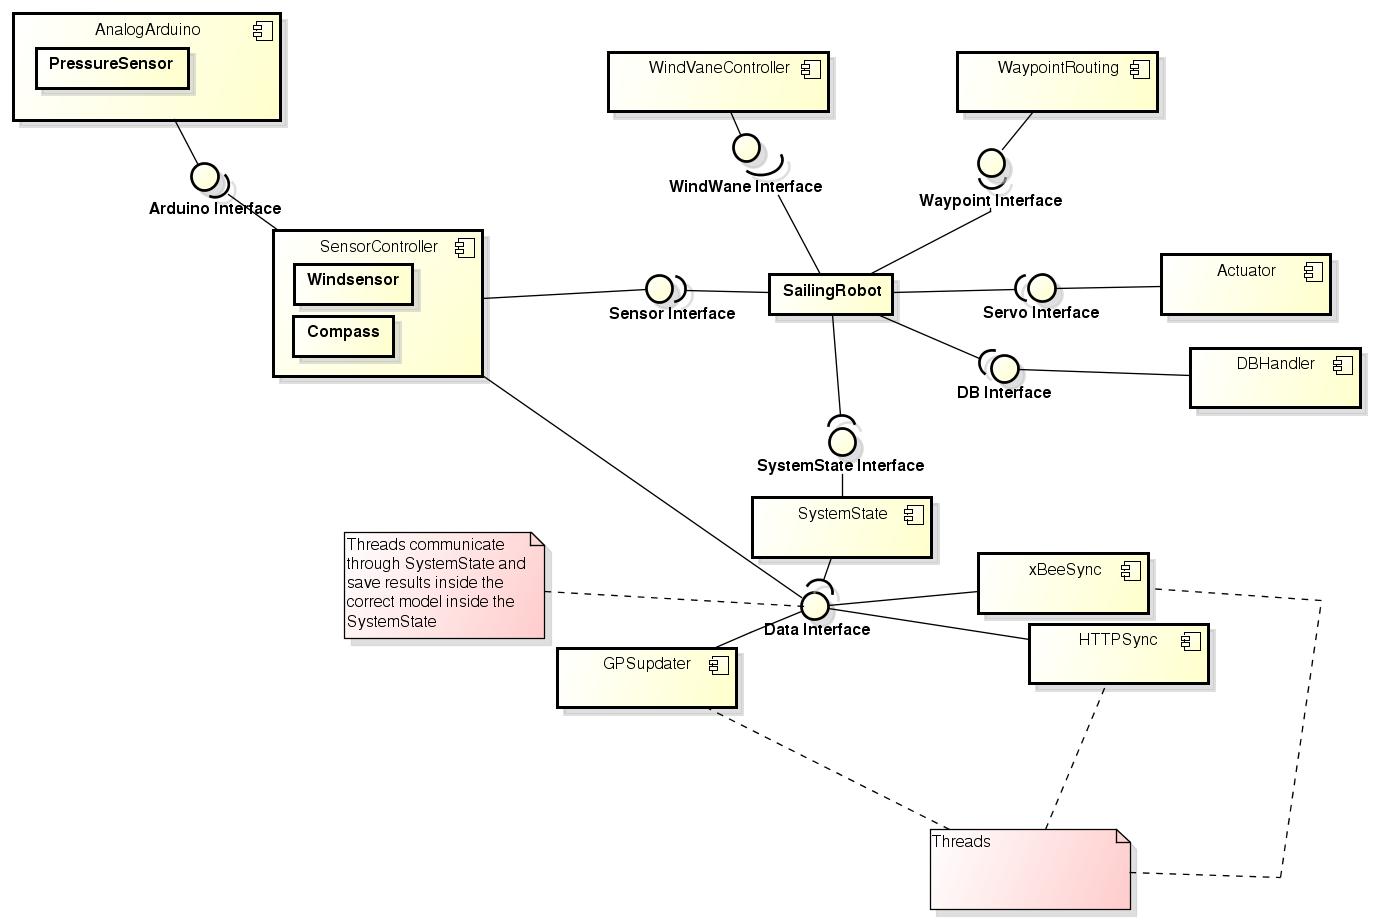 AnalogArduino
PressureSensor
WindVaneController
WaypointRouting
WindWane Interface
Waypoint Interface
Arduino Interface
SensorController
Windsensor
Compass
Sensor Interface
SailingRobot
Servo Interface
Actuator
DBHandler
DB Interface
SystemState Interface
SystemState
Threads communicate
through SystemState and
save results inside the
correct model inside the
SystemState
xBeeSync
Data Interface
HTTPSync
GPSupdater
Threads